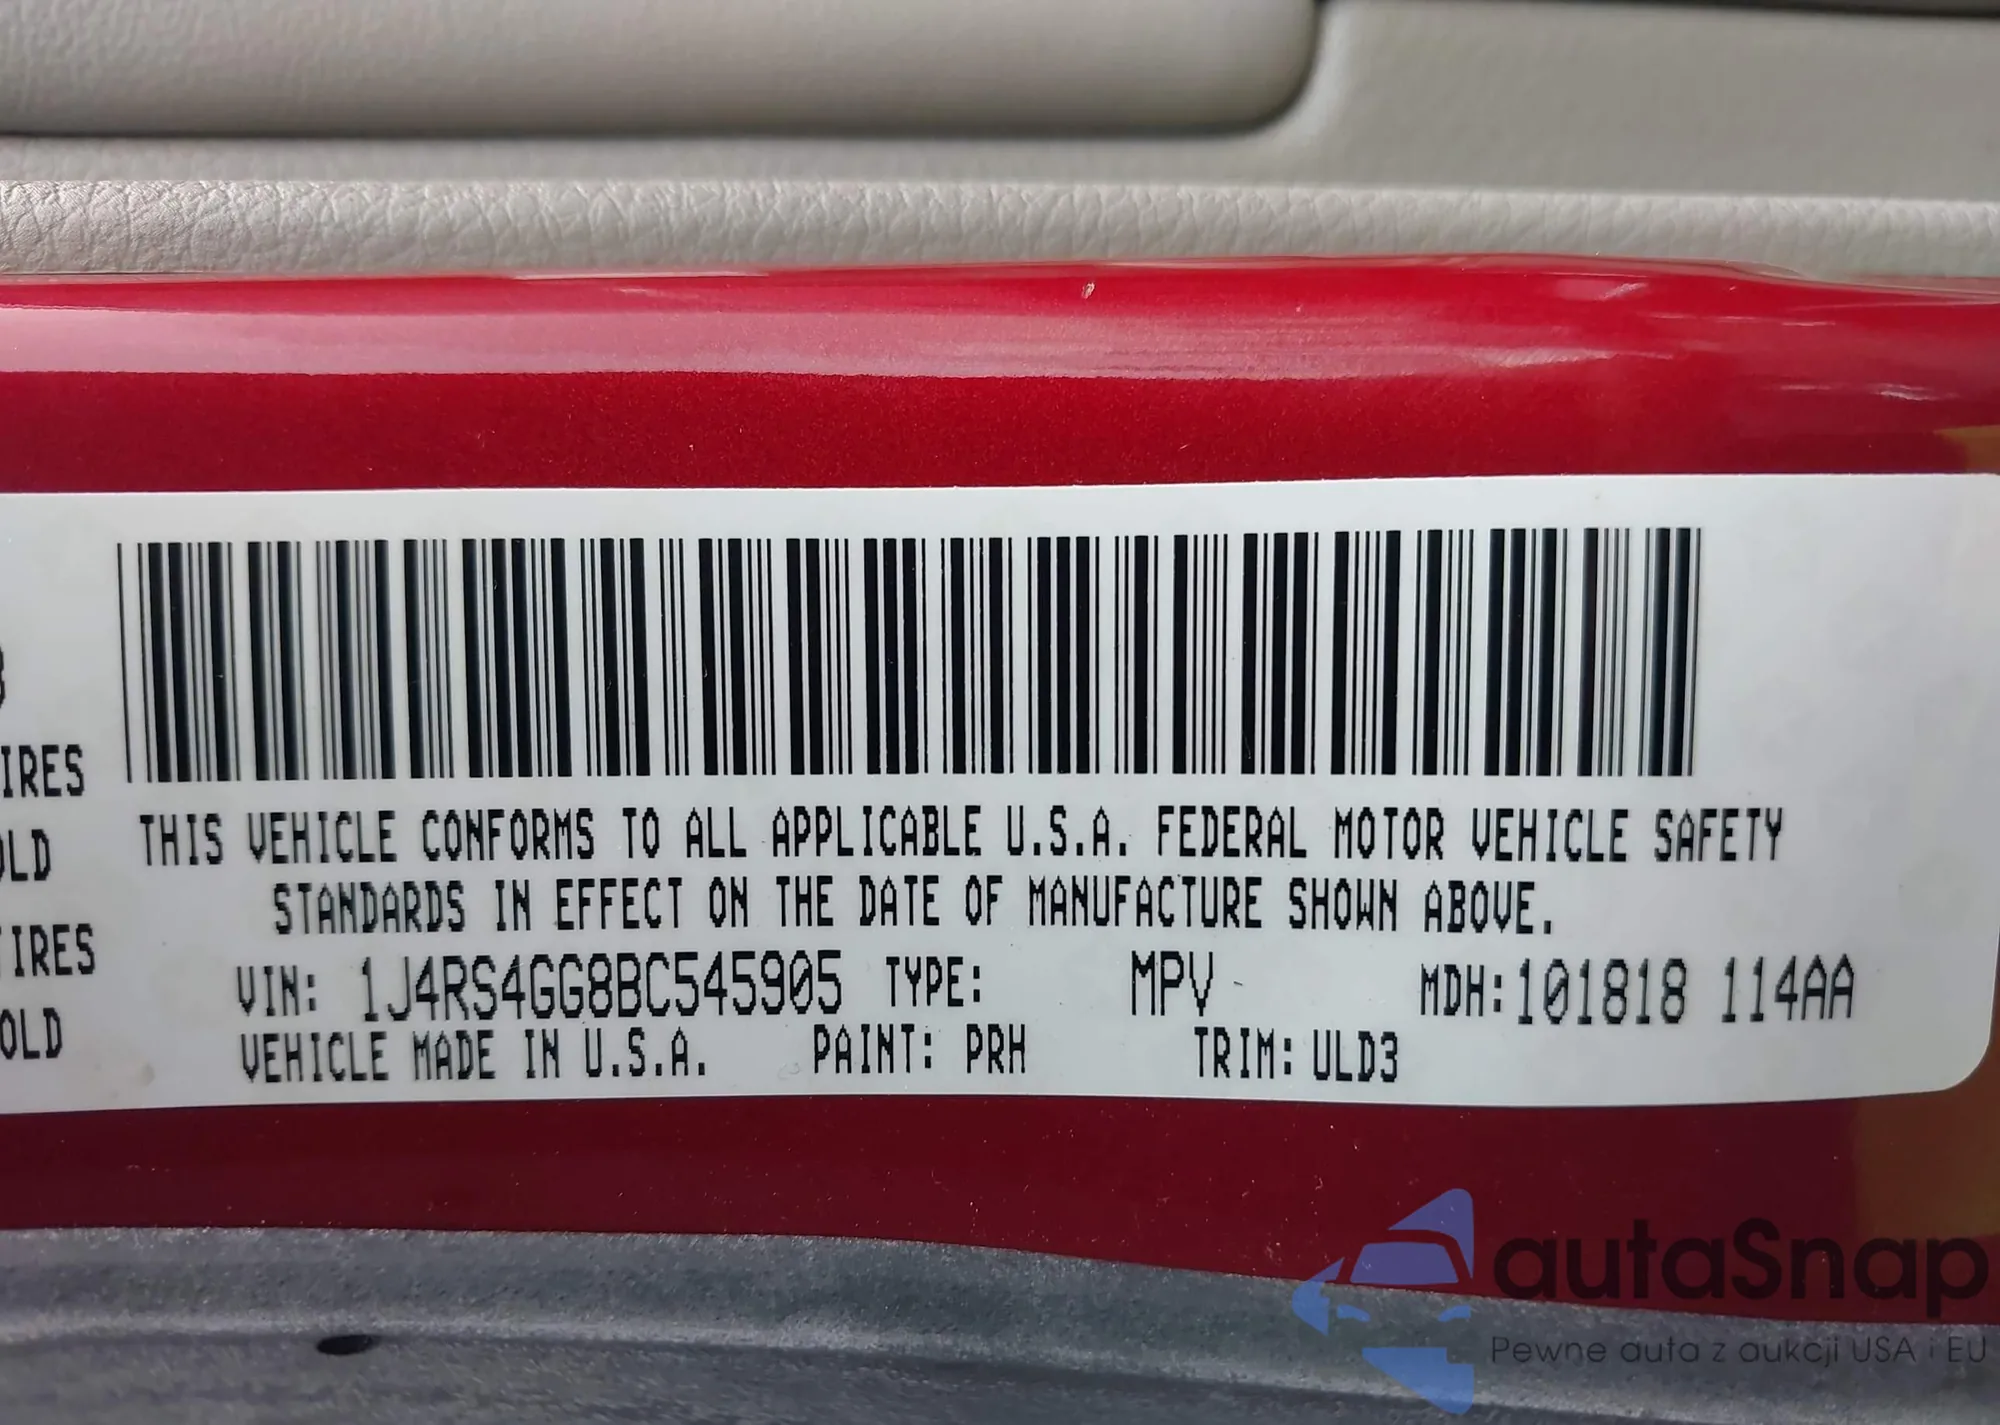 IRES
OLD
IRES
OLD
THIS VEHICLE CONFORMS TO ALL APPLICABLE U.S.A. FEDERAL MOTOR VEHICLE SAFETY
STANDARDS IN EFFECT ON THE DATE OF MANUFACTURE SHOWN ABOVE.
VIN: 1J4RS4GG8BC545905 TYPE: MPV MDH:101818 114AA
VEHICLE MADE IN U.S.A. PAINT: PRH TRIM: ULD3
autaSnap
Pewne auta z aukcji USA i EU